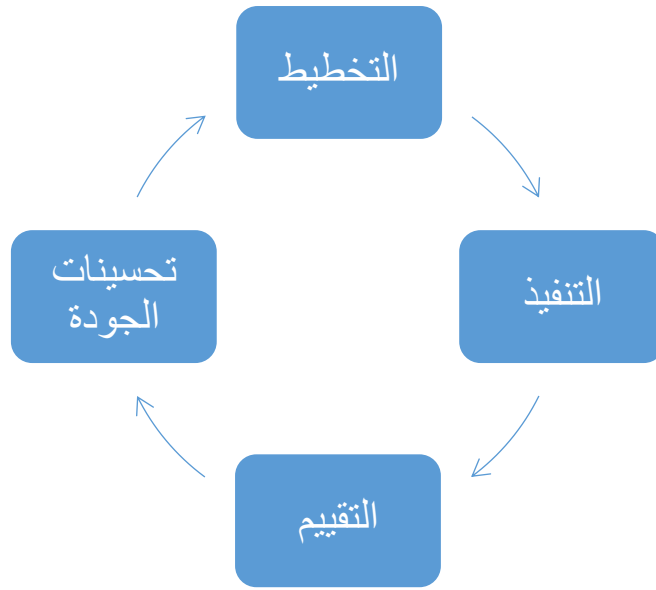 التخطيط
التنفيذ
التقييم
تحسينات
الجودة